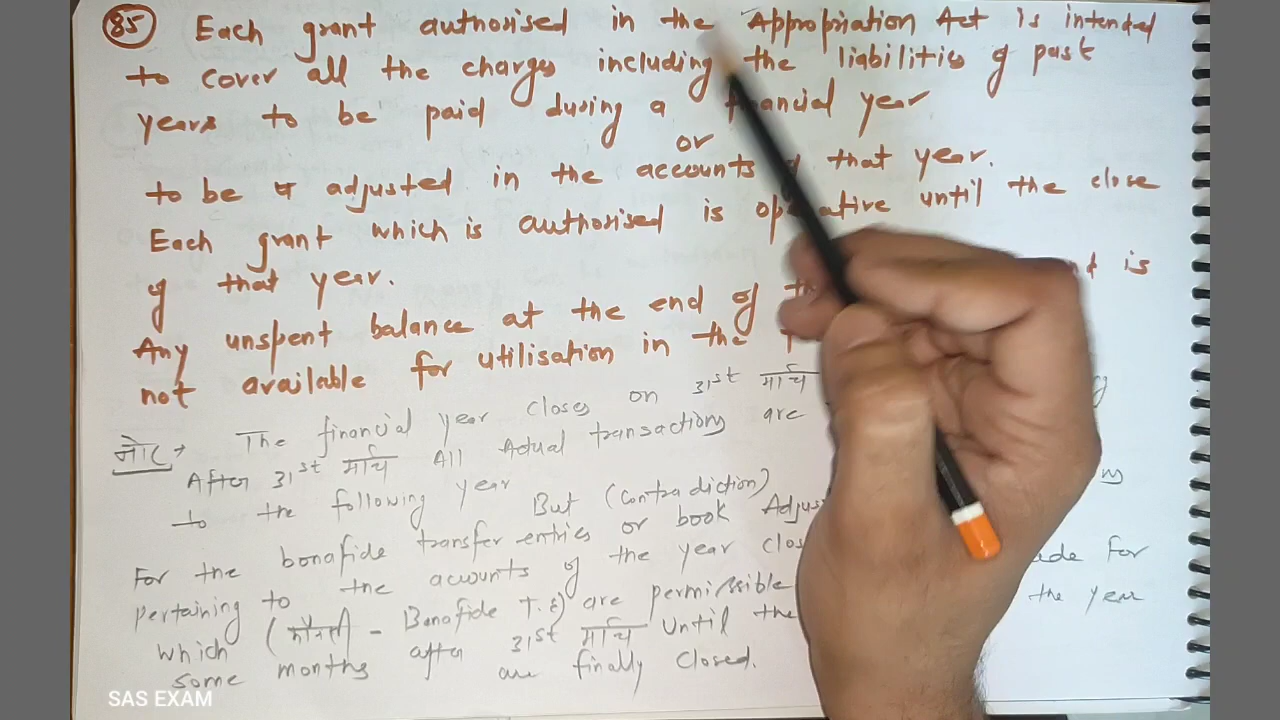 85 Each grant authorised in the Appropriation Act is intended
to cover all the charges including the liabilities of past
years to be paid during a financial year
or
to be adjusted in the accounts that year.
Each grant which is authorised is operative until the close
of that year.
Any unspent balance at the end of is
not available for utilisation in the
नोट → The financial year closes on 31st मार्च
After 31st मार्च All Actual transactions are
to the following year But (Contradiction)
For the bonafide transfer entries or book
pertaining to the accounts of the year for
which (कौनसी) - Bonafide T.E) are permissible the year
some months after 31st मार्च until the
are finally closed.
SAS EXAM